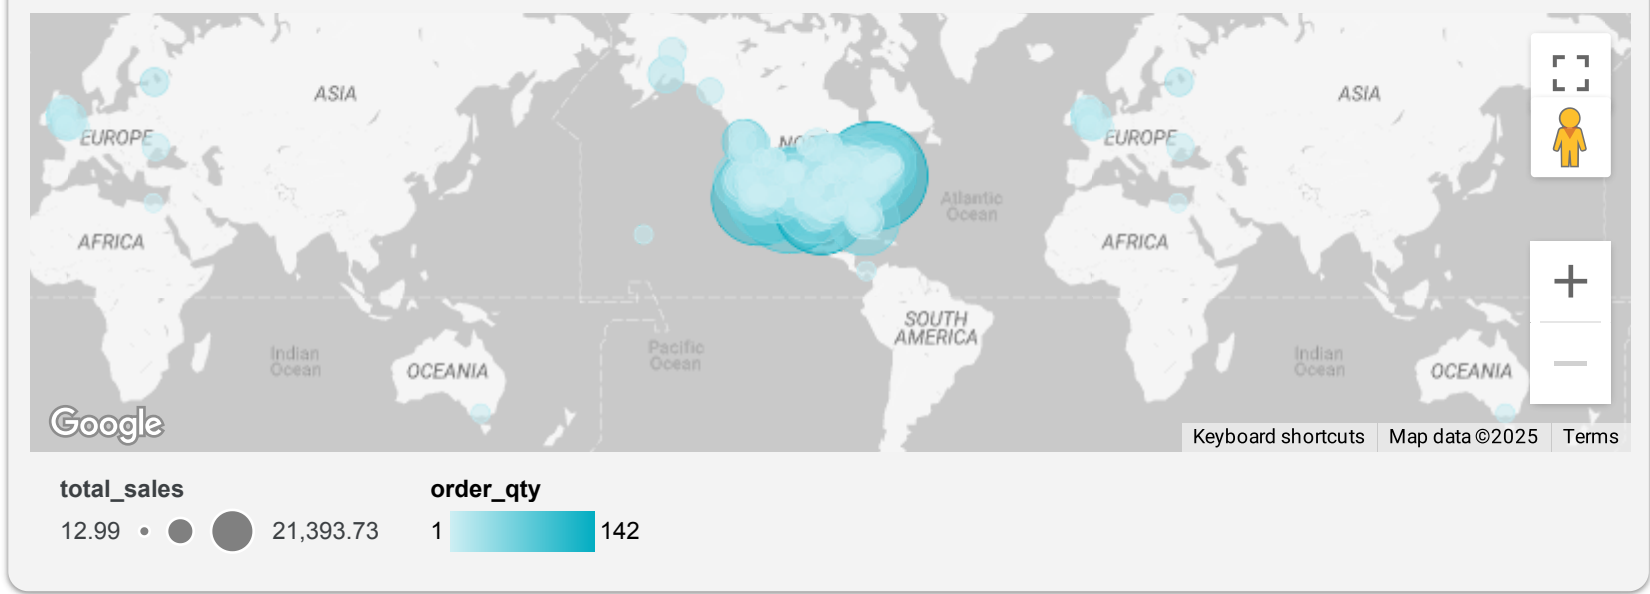 ASIA
ASIA
EUROPE
NO
EUROPE
Atlantic
Ocean
AFRICA
AFRICA
SOUTH
AMERICA
Indian
Ocean
Pacific
Ocean
Indian
Ocean
OCEANIA
OCEANIA
Google
Keyboard shortcuts
Map data ©2025
Terms
total_sales
order_qty
12.99
21,393.73
1
142